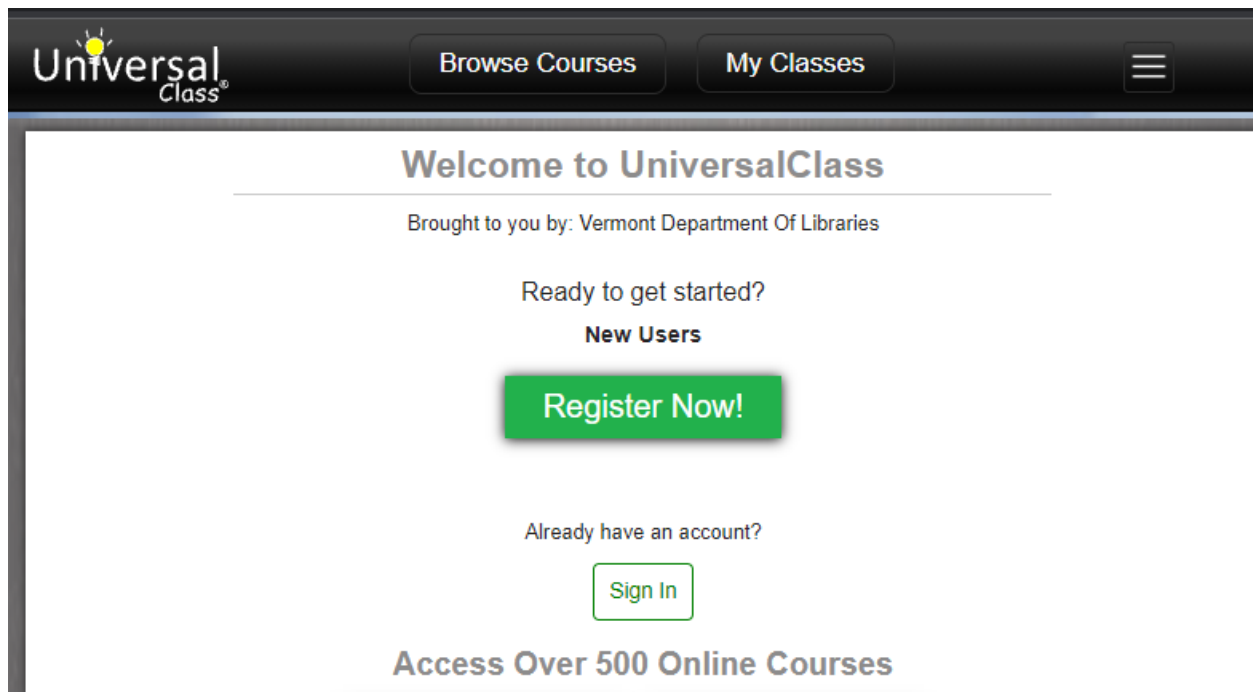 Universal
Class®
Browse Courses
My Classes
Welcome to UniversalClass
Brought to you by: Vermont Department Of Libraries
Ready to get started?
New Users
Register Now!
Already have an account?
Sign In
Access Over 500 Online Courses